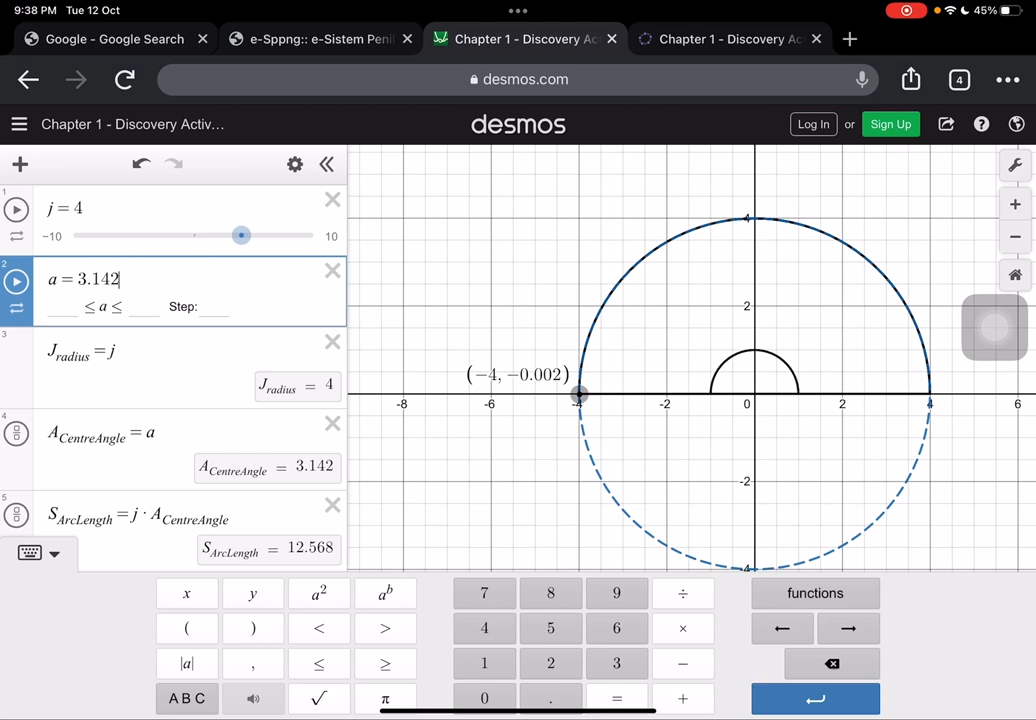 9:38 PM Tue 12 Oct
45%
Google - Google Search
e-Sppng:: e-Sistem Peni
Chapter 1 - Discovery Ac
Chapter 1 - Discovery Ac
desmos.com
4
Chapter 1 - Discovery Activ…
desmos
Log In or Sign Up
1
j = 4
−10
10
2
a = 3.142
≤ a ≤ Step:
3
J_radius = j
J_radius = 4
4
A_CentreAngle = a
A_CentreAngle = 3.142
5
S_ArcLength = j · A_CentreAngle
S_ArcLength = 12.568
4
2
(−4, −0.002)
-8 -6 -4 -2 0 2 4 6
-2
-4
x y a² aᵇ 7 8 9 ÷ functions
( ) < > 4 5 6 × ← →
|a| , ≤ ≥ 1 2 3 −
A B C √ π 0 . = +